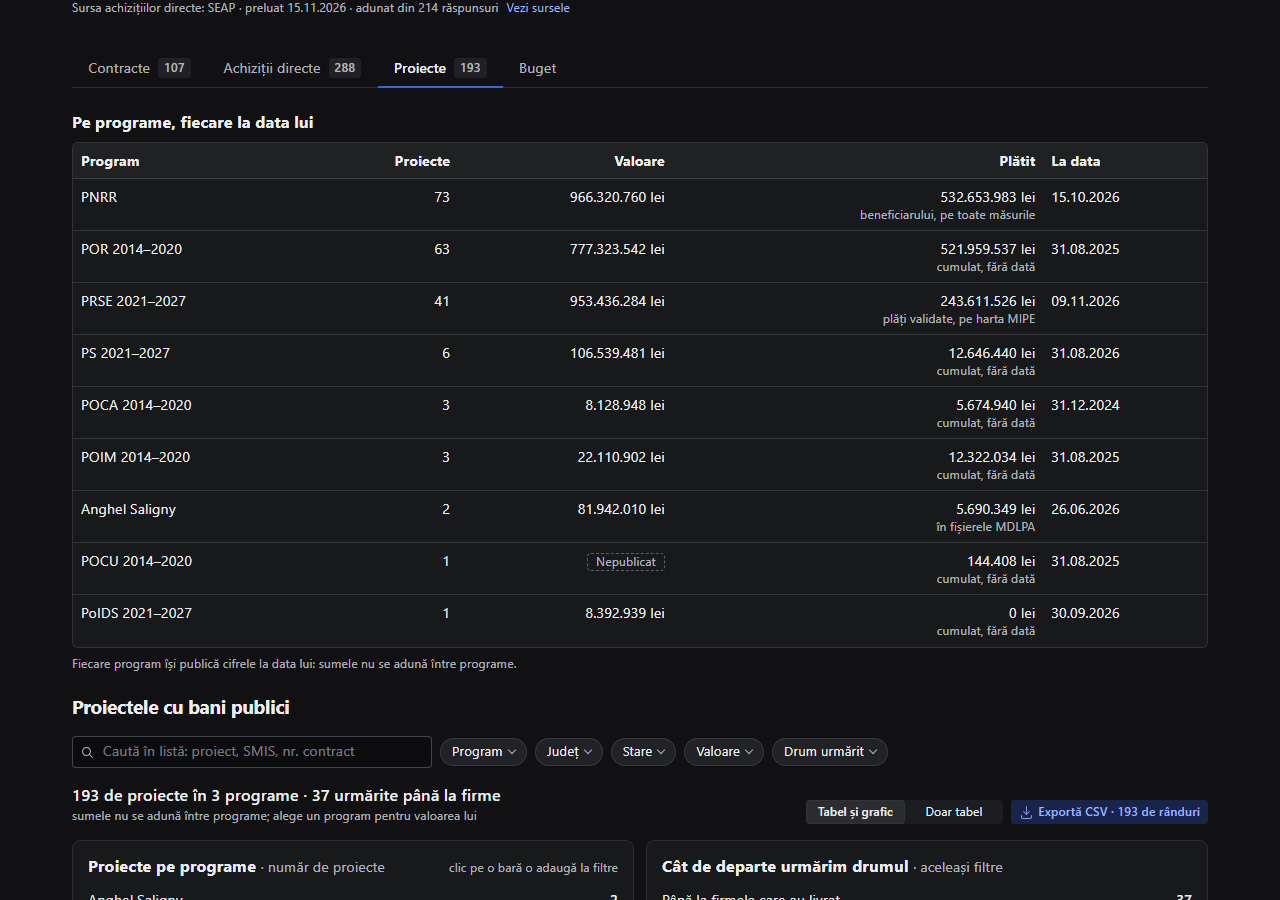 Sursa achizițiilor directe: SEAP · preluat 15.11.2026 · adunat din 214 răspunsuri Vezi sursele
Contracte 107 Achiziții directe 288 Proiecte 193 Buget
Pe programe, fiecare la data lui
Program Proiecte Valoare Plătit La data
PNRR 73 966.320.760 lei 532.653.983 lei 15.10.2026
beneficiarului, pe toate măsurile
POR 2014–2020 63 777.323.542 lei 521.959.537 lei 31.08.2025
cumulat, fără dată
PRSE 2021–2027 41 953.436.284 lei 243.611.526 lei 09.11.2026
plăți validate, pe harta MIPE
PS 2021–2027 6 106.539.481 lei 12.646.440 lei 31.08.2026
cumulat, fără dată
POCA 2014–2020 3 8.128.948 lei 5.674.940 lei 31.12.2024
cumulat, fără dată
POIM 2014–2020 3 22.110.902 lei 12.322.034 lei 31.08.2025
cumulat, fără dată
Anghel Saligny 2 81.942.010 lei 5.690.349 lei 26.06.2026
în fișierele MDLPA
POCU 2014–2020 1 Nepublicat 144.408 lei 31.08.2025
cumulat, fără dată
PoIDS 2021–2027 1 8.392.939 lei 0 lei 30.09.2026
cumulat, fără dată
Fiecare program își publică cifrele la data lui: sumele nu se adună între programe.
Proiectele cu bani publici
Caută în listă: proiect, SMIS, nr. contract Program Județ Stare Valoare Drum urmărit
193 de proiecte în 3 programe · 37 urmărite până la firme
sumele nu se adună între programe; alege un program pentru valoarea lui
Tabel și grafic Doar tabel Exportă CSV · 193 de rânduri
Proiecte pe programe · număr de proiecte clic pe o bară o adaugă la filtre
Cât de departe urmărim drumul · aceleași filtre
Anghel Saligny 2
Până la firmele care au livrat 37